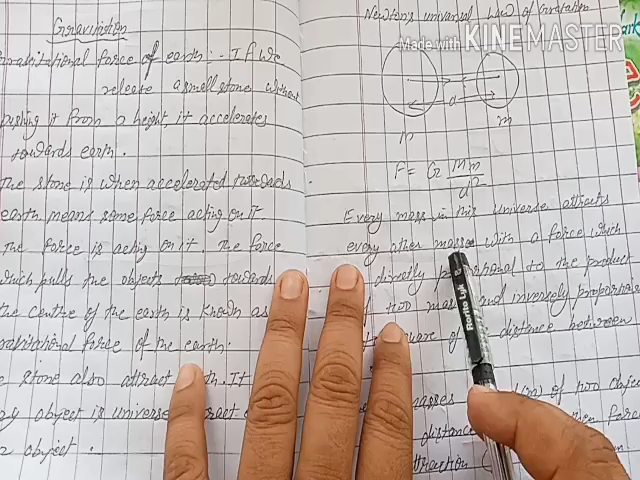 Gravitation
Gravitational force of earth:- If we
release a small stone without
pushing it from a height, it accelerates
towards earth.
The stone is when accelerated towards
earth means some force acting on it.
The force is acting on it. The force
which pulls the objects towards
the centre of the earth is known as
gravitational force of the earth.
stone also attract It
object is universe
object.
Newton's universal law of Gravitation
Made with KINEMASTER
d
M
m
F = G Mm
d²
Every mass in this universe attracts
every other masse with a force which
directly to the product
two and inversely
square of distance between
masses (m) of two
distance
attraction
Rorito Lyk